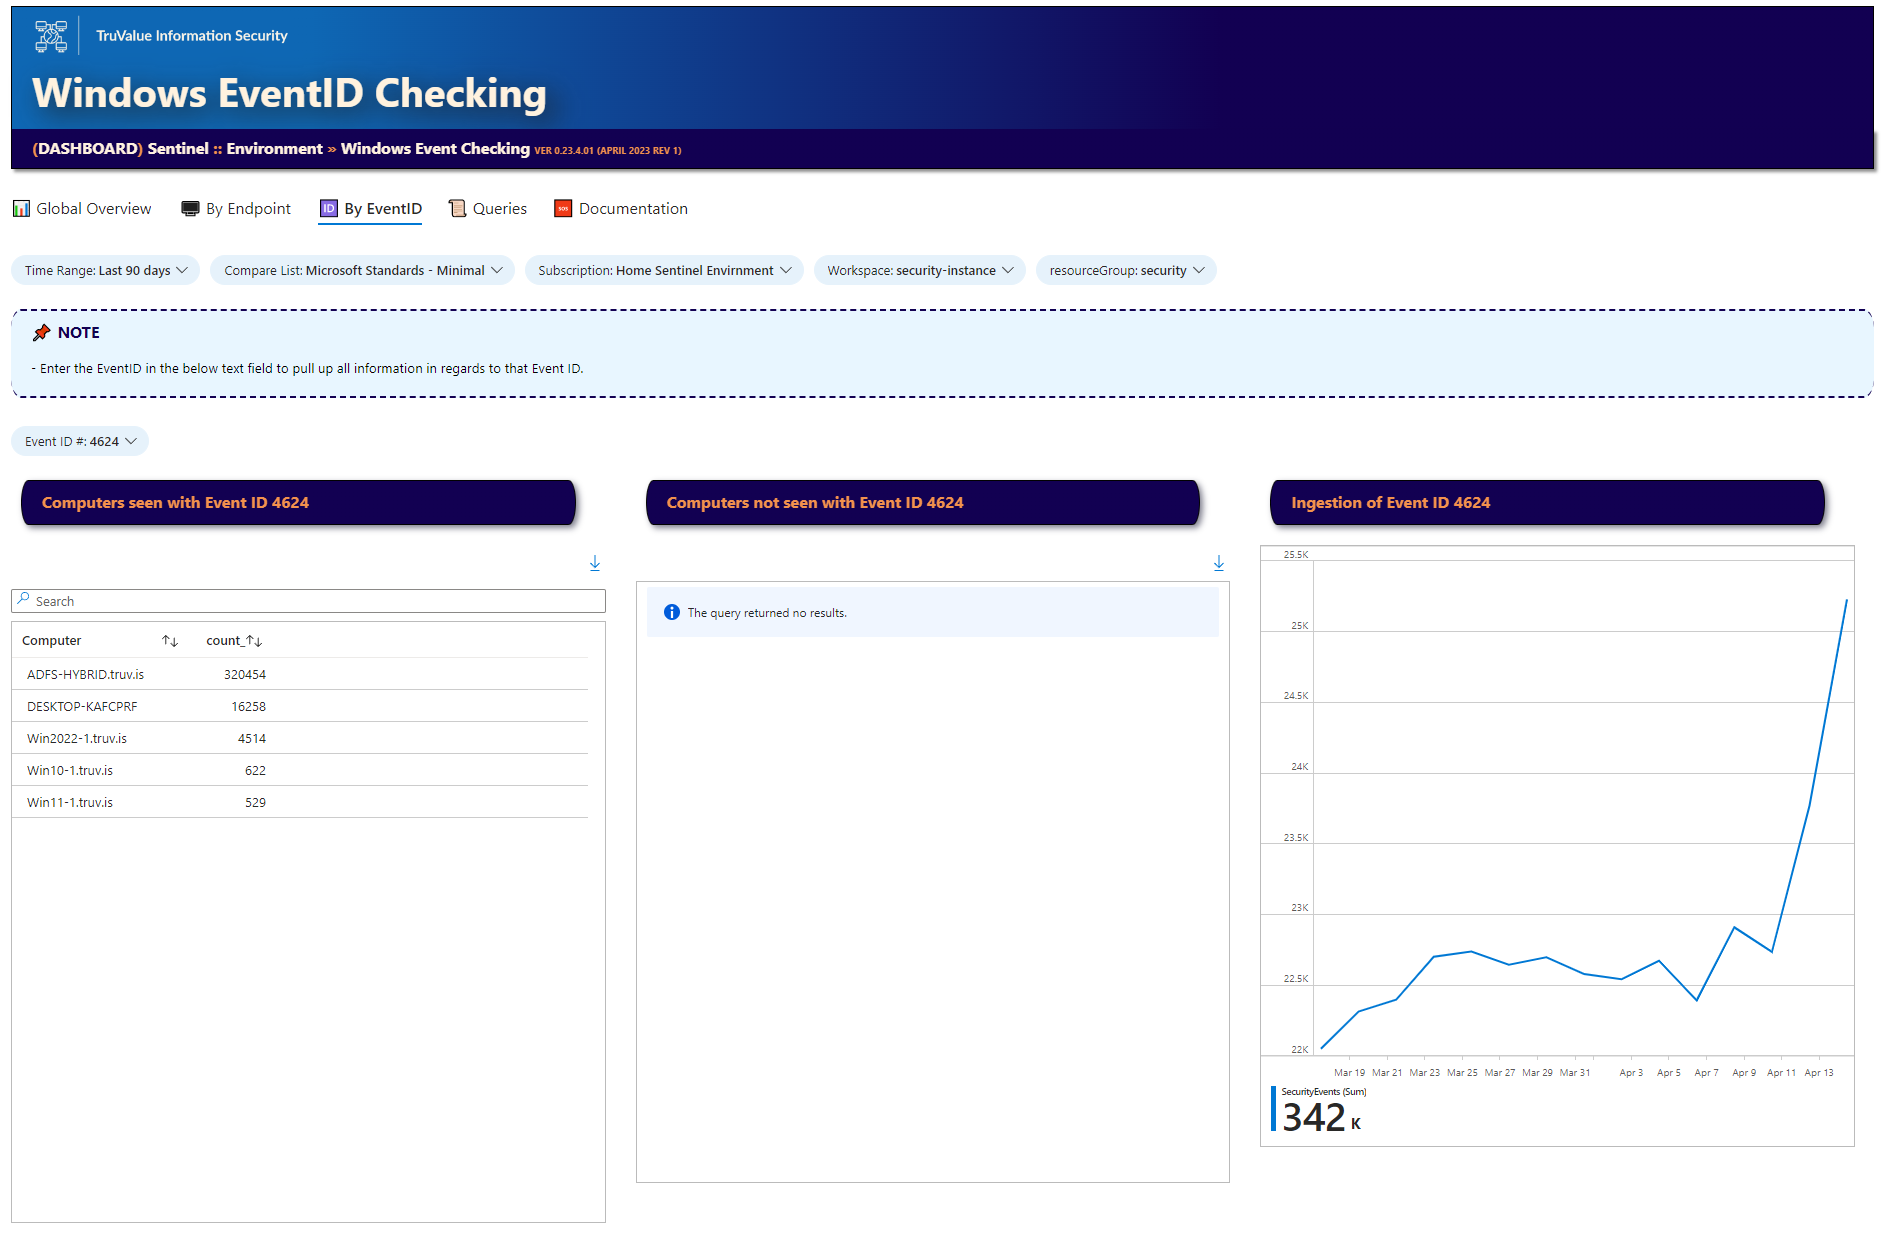 TruValue Information Security
Windows EventID Checking
(DASHBOARD) Sentinel :: Environment » Windows Event Checking VER 0.23.4.01 (APRIL 2023 REV 1)
Global Overview
By Endpoint
ID By EventID
Queries
SOS Documentation
Time Range: Last 90 days
Compare List: Microsoft Standards - Minimal
Subscription: Home Sentinel Envirnment
Workspace: security-instance
resourceGroup: security
NOTE
- Enter the EventID in the below text field to pull up all information in regards to that Event ID.
Event ID #: 4624
Computers seen with Event ID 4624
Search
Computer count_
ADFS-HYBRID.truv.is 320454
DESKTOP-KAFCPRF 16258
Win2022-1.truv.is 4514
Win10-1.truv.is 622
Win11-1.truv.is 529
Computers not seen with Event ID 4624
The query returned no results.
Ingestion of Event ID 4624
25.5K
25K
24.5K
24K
23.5K
23K
22.5K
22K
Mar 19 Mar 21 Mar 23 Mar 25 Mar 27 Mar 29 Mar 31 Apr 3 Apr 5 Apr 7 Apr 9 Apr 11 Apr 13
SecurityEvents (Sum)
342 K